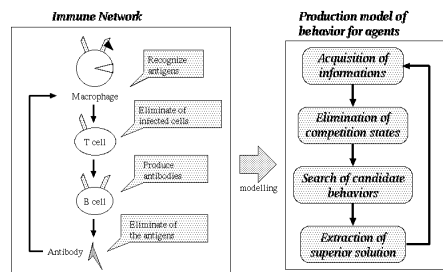 Immune Network
Recognize
antigens
Macrophage
Eliminate of
infected cells
T cell
Produce
antibodies
B cell
Eliminate of
the antigens
Antibody
modelling
Production model of
behavior for agents
Acquisition of
informations
Elimination of
competition states
Search of candidate
behaviors
Extraction of
superior solution